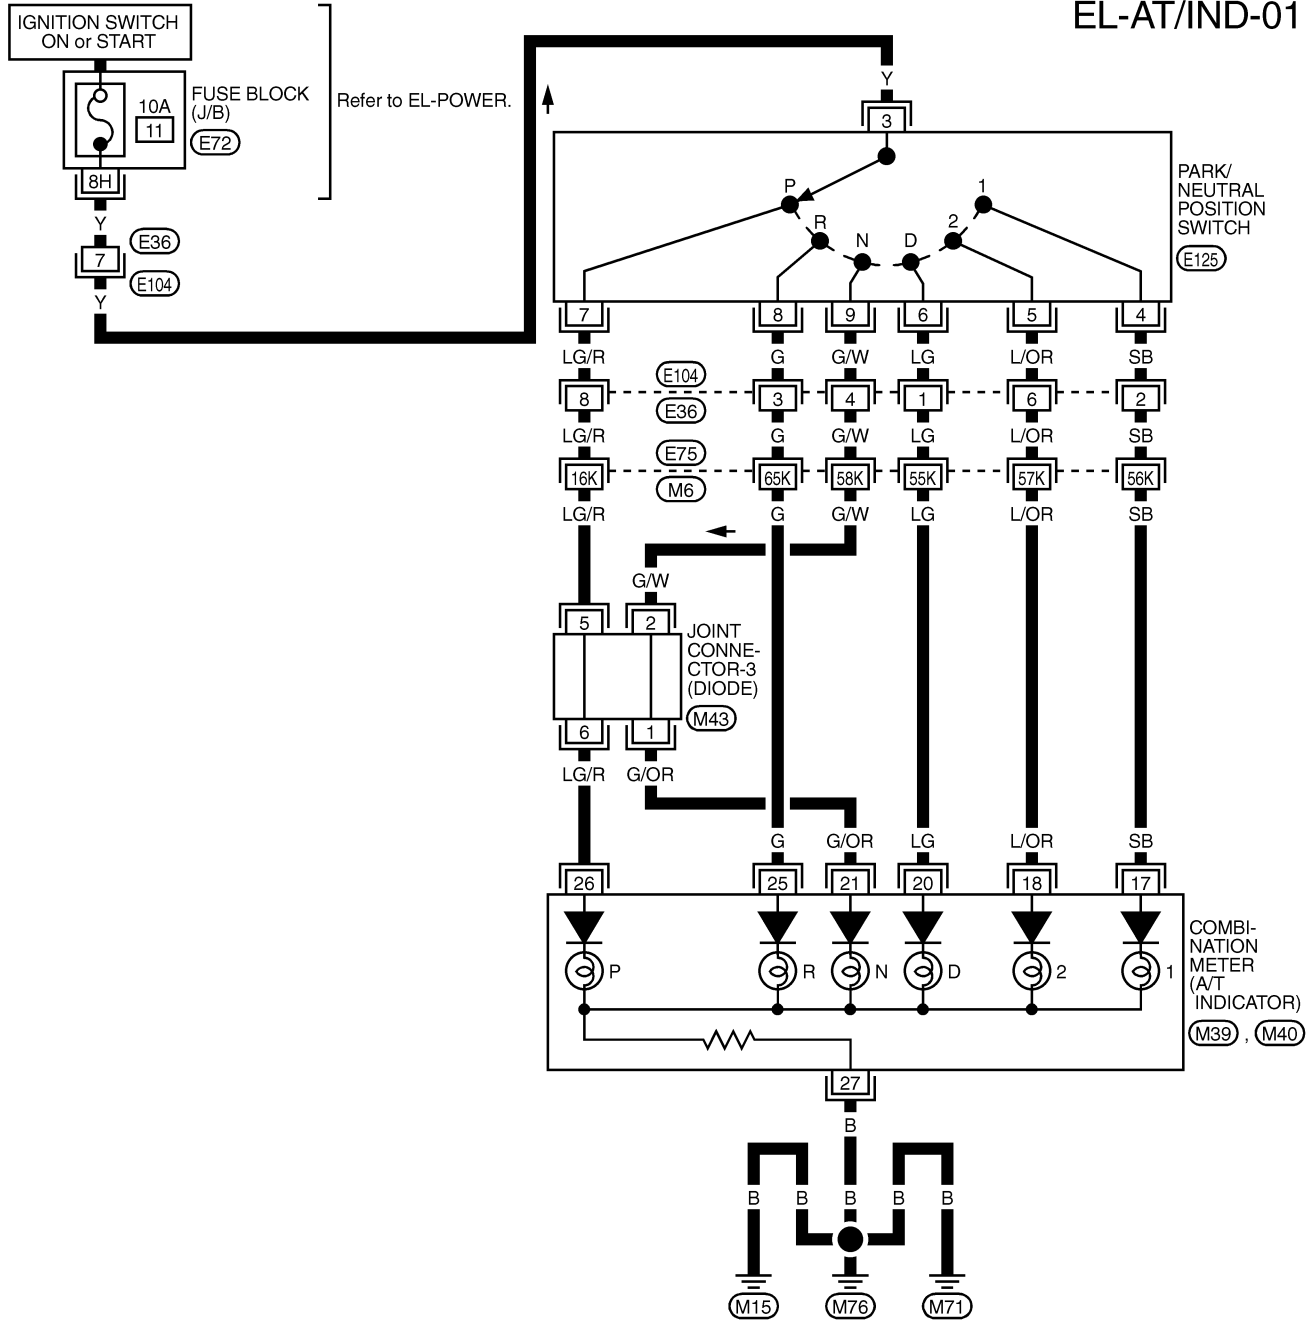 EL-AT/IND-01
IGNITION SWITCH
ON or START
10A
11
FUSE BLOCK
(J/B)
E72
Refer to EL-POWER.
8H
Y
E36
7
E104
Y
Y
3
P
R
N
D
2
1
PARK/
NEUTRAL
POSITION
SWITCH
E125
7 8 9 6 5 4
LG/R G G/W LG L/OR SB
E104
8 3 4 1 6 2
E36
LG/R G G/W LG L/OR SB
E75
16K 65K 58K 55K 57K 56K
M6
LG/R G G/W LG L/OR SB
G/W
5 2
JOINT
CONNE-
CTOR-3
(DIODE)
M43
6 1
LG/R G/OR
G G/OR LG L/OR SB
26 25 21 20 18 17
P R N D 2 1
COMBI-
NATION
METER
(A/T
INDICATOR)
M39 , M40
27
B
B B B B B
M15 M76 M71